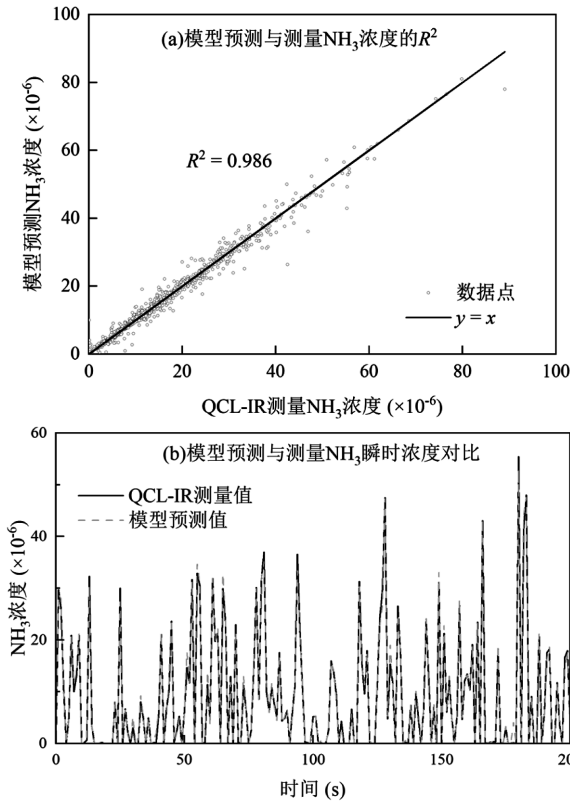 (a)模型预测与测量NH₃浓度的R²
100
80
60
40
20
0
模型预测NH₃浓度 (×10⁻⁶)
R² = 0.986
数据点
y = x
0 20 40 60 80 100
QCL-IR测量NH₃浓度 (×10⁻⁶)
(b)模型预测与测量NH₃瞬时浓度对比
QCL-IR测量值
模型预测值
60
40
20
0
NH₃浓度 (×10⁻⁶)
0 50 100 150 200
时间 (s)